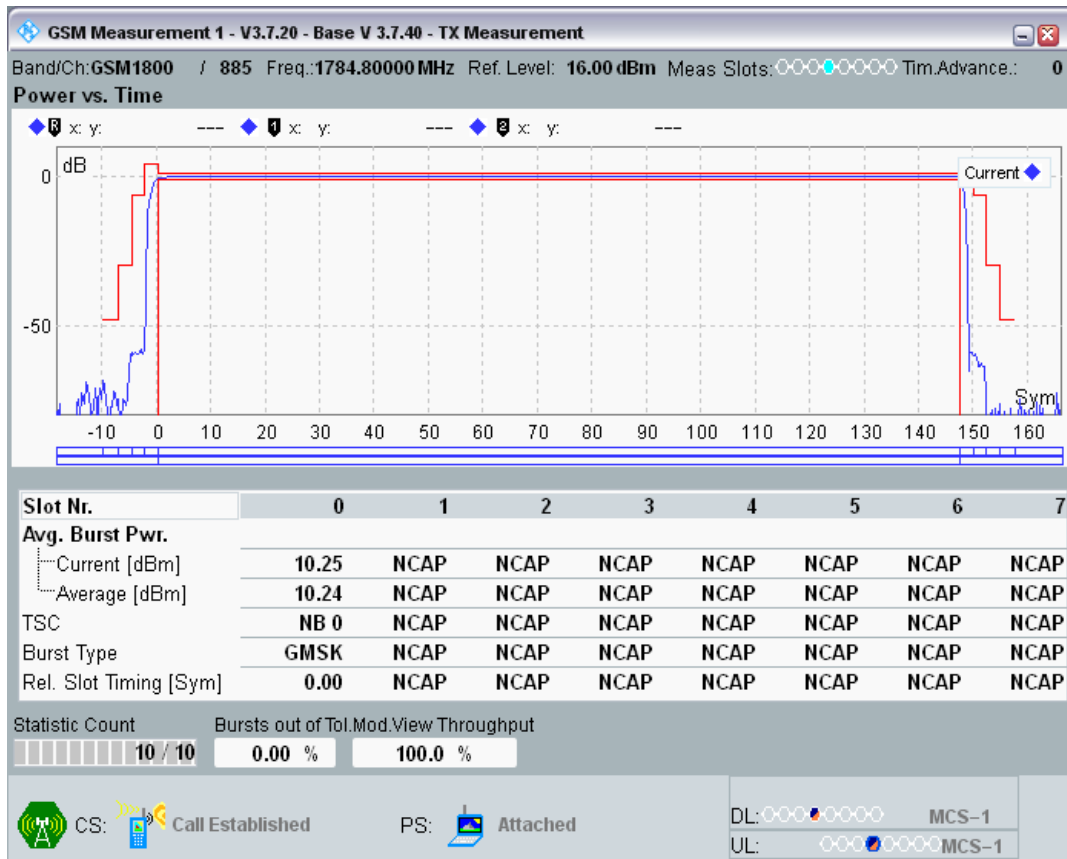 GSM Measurement 1 - V3.7.20 - Base V 3.7.40 - TX Measurement
Band/Ch:GSM1800 / 885 Freq.:1784.80000 MHz Ref. Level: 16.00 dBm Meas Slots: Tim.Advance.: 0
Power vs. Time
R x: y: --- 1 x: y: --- 2 x: y: ---
dB
Current
0
-50
Sym
-10 0 10 20 30 40 50 60 70 80 90 100 110 120 130 140 150 160
Slot Nr. 0 1 2 3 4 5 6 7
Avg. Burst Pwr.
Current [dBm] 10.25 NCAP NCAP NCAP NCAP NCAP NCAP NCAP
Average [dBm] 10.24 NCAP NCAP NCAP NCAP NCAP NCAP NCAP
TSC NB 0 NCAP NCAP NCAP NCAP NCAP NCAP NCAP
Burst Type GMSK NCAP NCAP NCAP NCAP NCAP NCAP NCAP
Rel. Slot Timing [Sym] 0.00 NCAP NCAP NCAP NCAP NCAP NCAP NCAP
Statistic Count Bursts out of Tol.Mod.View Throughput
10 / 10 0.00 % 100.0 %
CS: Call Established PS: Attached
DL: MCS-1
UL: MCS-1